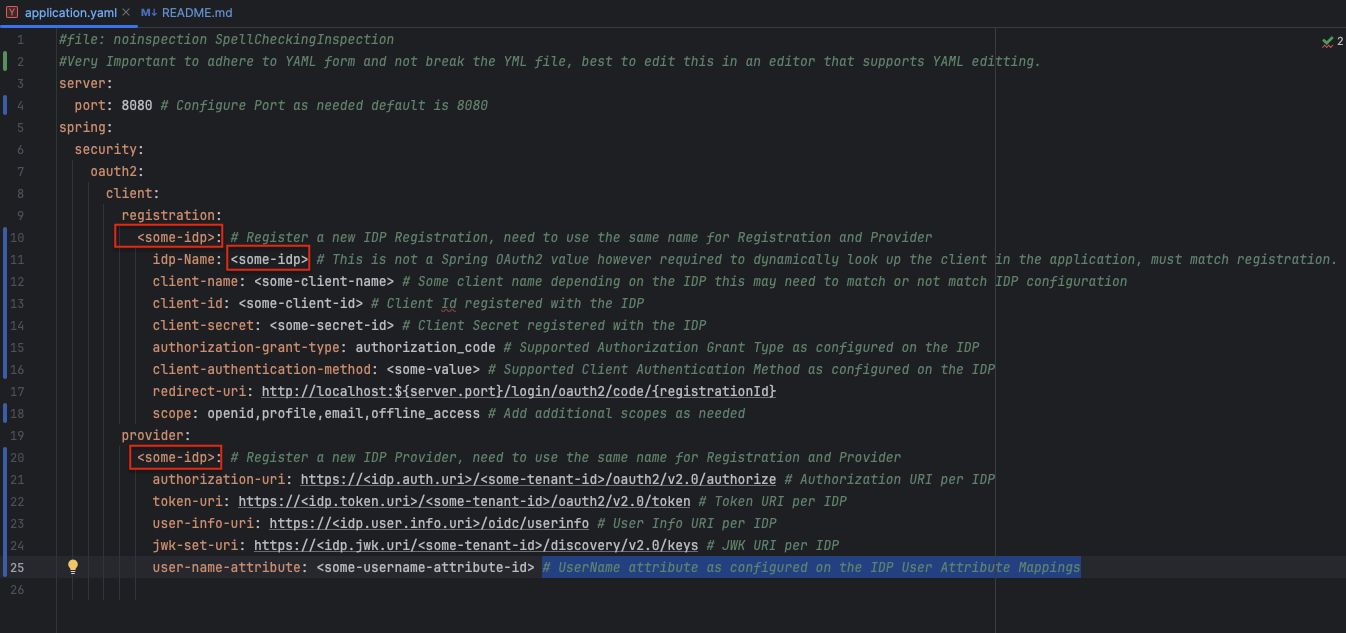 application.yaml
README.md
2
1 #file: noinspection SpellCheckingInspection
2 #Very Important to adhere to YAML form and not break the YML file, best to edit this in an editor that supports YAML editting.
3 server:
4 port: 8080 # Configure Port as needed default is 8080
5 spring:
6 security:
7 oauth2:
8 client:
9 registration:
10 <some-idp>: # Register a new IDP Registration, need to use the same name for Registration and Provider
11 idp-Name: <some-idp> # This is not a Spring OAuth2 value however required to dynamically look up the client in the application, must match registration.
12 client-name: <some-client-name> # Some client name depending on the IDP this may need to match or not match IDP configuration
13 client-id: <some-client-id> # Client Id registered with the IDP
14 client-secret: <some-secret-id> # Client Secret registered with the IDP
15 authorization-grant-type: authorization_code # Supported Authorization Grant Type as configured on the IDP
16 client-authentication-method: <some-value> # Supported Client Authentication Method as configured on the IDP
17 redirect-uri: http://localhost:${server.port}/login/oauth2/code/{registrationId}
18 scope: openid,profile,email,offline_access # Add additional scopes as needed
19 provider:
20 <some-idp>: # Register a new IDP Provider, need to use the same name for Registration and Provider
21 authorization-uri: https://<idp.auth.uri>/<some-tenant-id>/oauth2/v2.0/authorize # Authorization URI per IDP
22 token-uri: https://<idp.token.uri>/<some-tenant-id>/oauth2/v2.0/token # Token URI per IDP
23 user-info-uri: https://<idp.user.info.uri>/oidc/userinfo # User Info URI per IDP
24 jwk-set-uri: https://<idp.jwk.uri/<some-tenant-id>/discovery/v2.0/keys # JWK URI per IDP
25 user-name-attribute: <some-username-attribute-id> # UserName attribute as configured on the IDP User Attribute Mappings
26